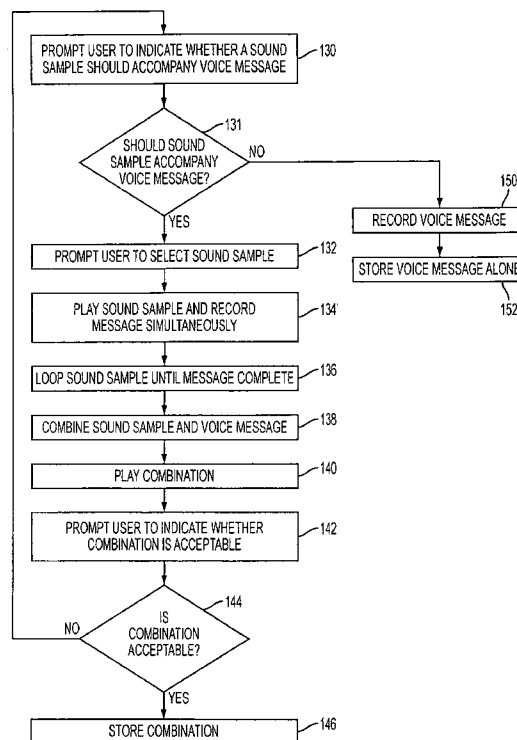 PROMPT USER TO INDICATE WHETHER A SOUND
SAMPLE SHOULD ACCOMPANY VOICE MESSAGE
130
131
SHOULD SOUND
SAMPLE ACCOMPANY
VOICE MESSAGE?
NO
YES
150
RECORD VOICE MESSAGE
STORE VOICE MESSAGE ALONE
152
PROMPT USER TO SELECT SOUND SAMPLE
132
PLAY SOUND SAMPLE AND RECORD
MESSAGE SIMULTANEOUSLY
134'
LOOP SOUND SAMPLE UNTIL MESSAGE COMPLETE
136
COMBINE SOUND SAMPLE AND VOICE MESSAGE
138
PLAY COMBINATION
140
PROMPT USER TO INDICATE WHETHER
COMBINATION IS ACCEPTABLE
142
144
IS
COMBINATION
ACCEPTABLE?
NO
YES
STORE COMBINATION
146